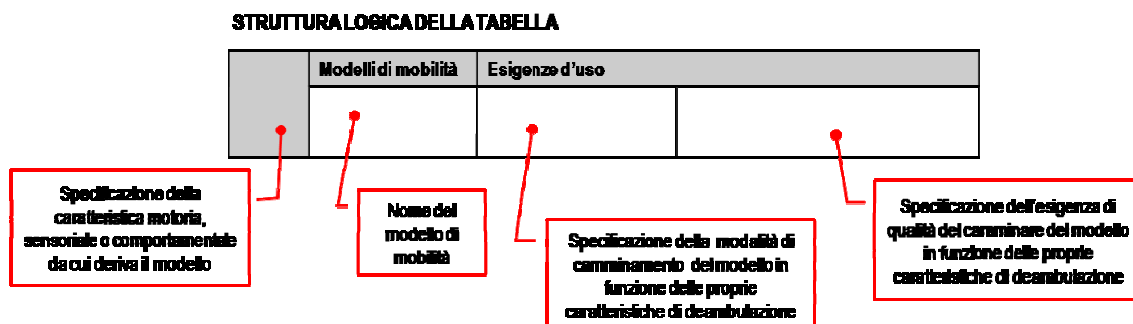 STRUTTURA LOGICA DELLA TABELLA
Modelli di mobilità
Esigenze d'uso
Specificazione della
caratteristica motoria,
sensoriale o comportamentale
da cui deriva il modello
Nome del
modello di
mobilità
Specificazione della modalità di
camminamento del modello in
funzione delle proprie
caratteristiche di deambulazione
Specificazione dell'esigenza di
qualità del camminare del modello
in funzione delle proprie
caratteristiche di deambulazione